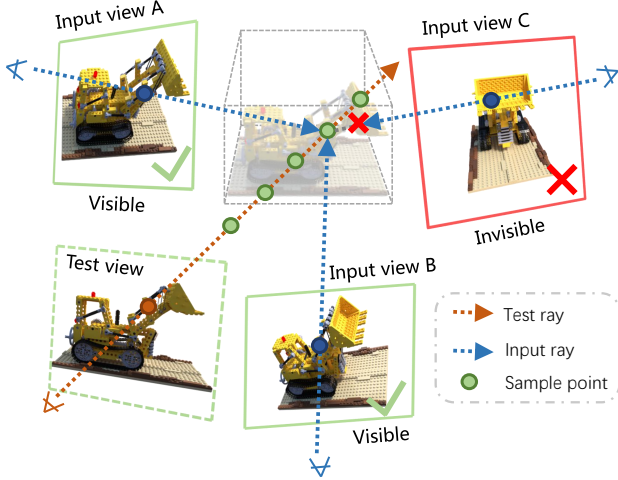 Input view A
Input view C
Visible
Invisible
Test view
Input view B
Visible
Test ray
Input ray
Sample point